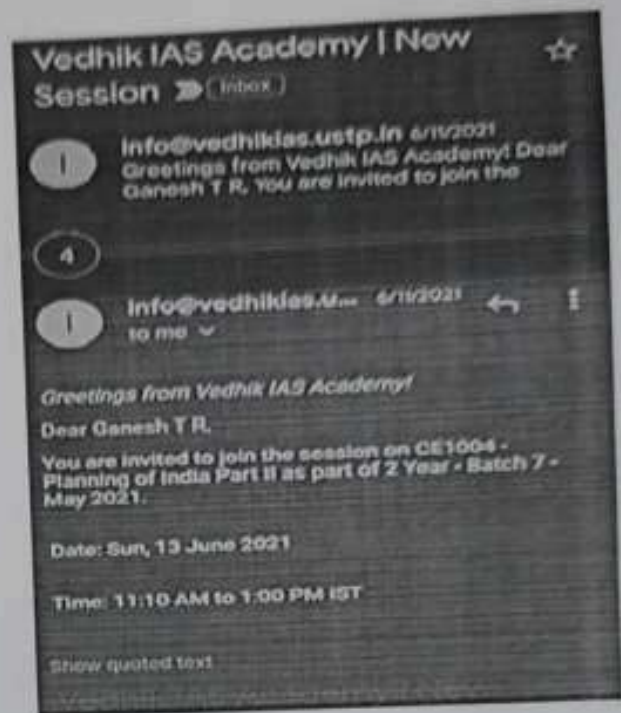 Vedhik IAS Academy | New
Session Inbox
I
info@vedhikias.ustp.in 6/11/2021
Greetings from Vedhik IAS Academy! Dear
Ganesh T R, You are invited to join the
4
I
info@vedhikias.u... 6/11/2021
to me
Greetings from Vedhik IAS Academy!
Dear Ganesh T R,
You are invited to join the session on CE1004 -
Planning of India Part II as part of 2 Year - Batch 7 -
May 2021.
Date: Sun, 13 June 2021
Time: 11:10 AM to 1:00 PM IST
Show quoted text